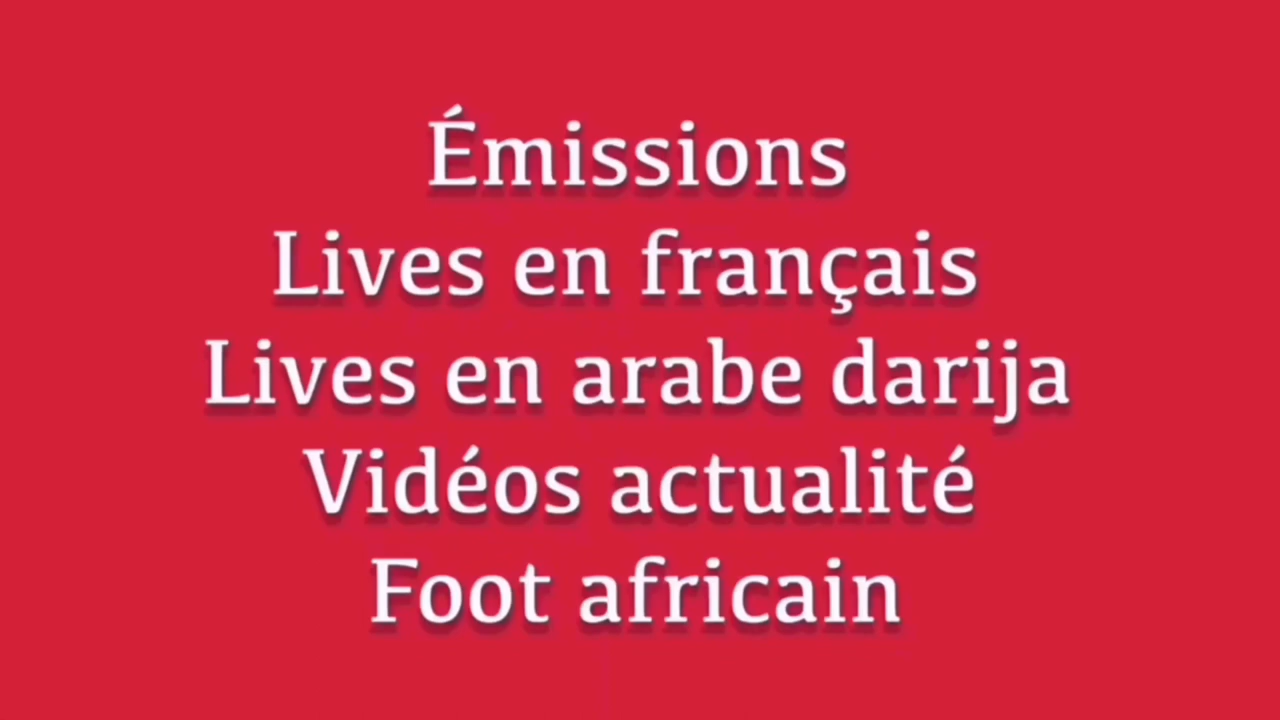 Émissions
Lives en français
Lives en arabe darija
Vidéos actualité
Foot africain